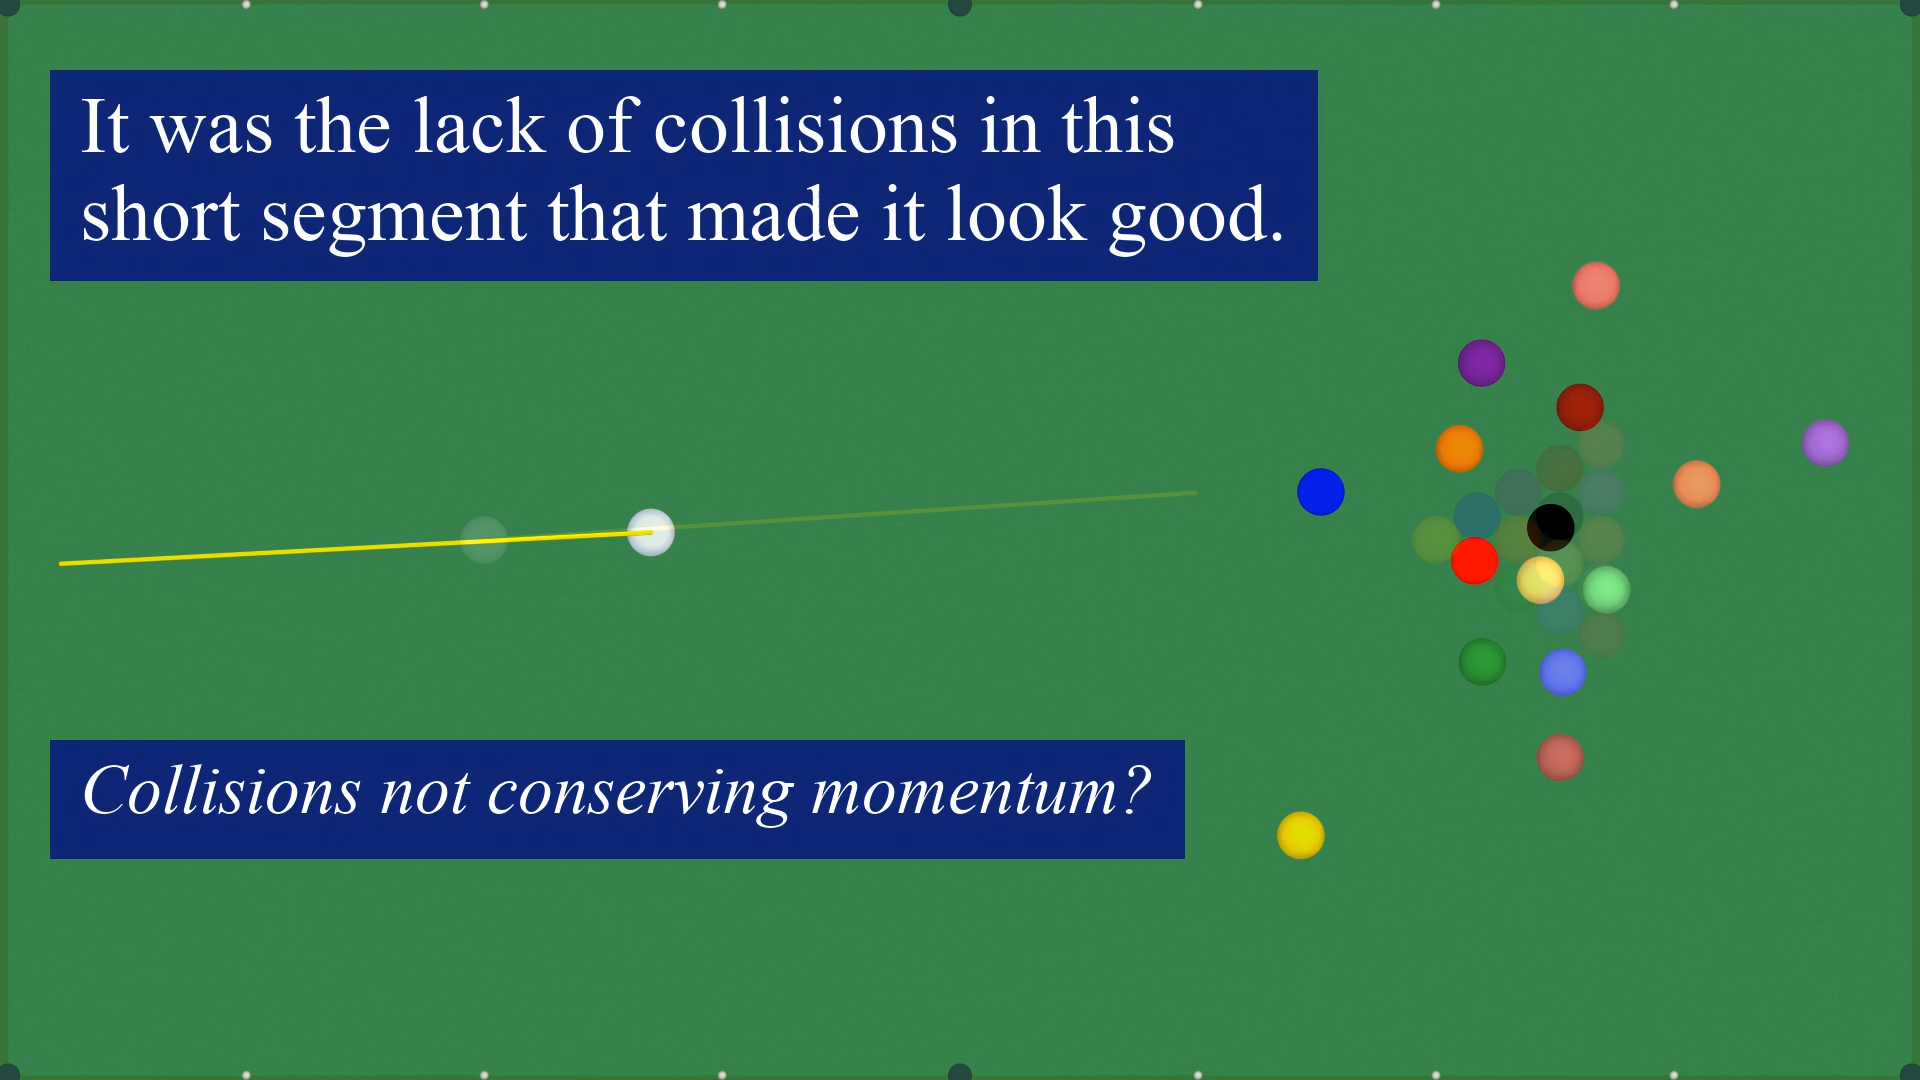 It was the lack of collisions in this
short segment that made it look good.
Collisions not conserving momentum?